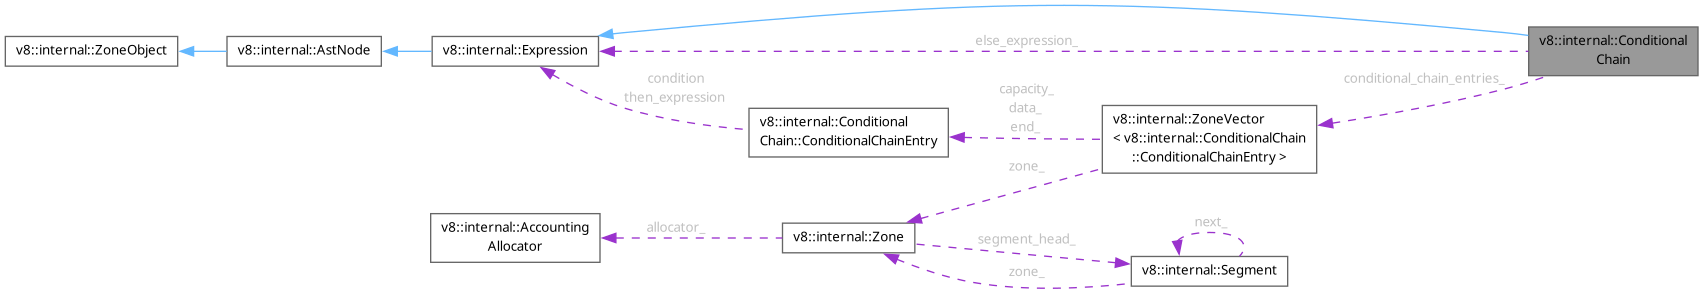 v8::internal::ZoneObject
v8::internal::AstNode
v8::internal::Expression
else_expression_
v8::internal::Conditional
Chain
condition
then_expression
conditional_chain_entries_
capacity_
data_
end_
v8::internal::Conditional
Chain::ConditionalChainEntry
v8::internal::ZoneVector
< v8::internal::ConditionalChain
::ConditionalChainEntry >
zone_
v8::internal::Accounting
Allocator
allocator_
v8::internal::Zone
segment_head_
next_
v8::internal::Segment
zone_